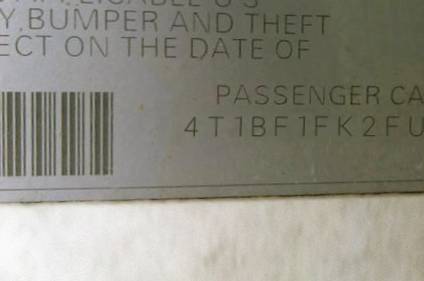 Y, BUMPER AND THEFT
ECT ON THE DATE OF
PASSENGER CA
4T1BF1FK2FU